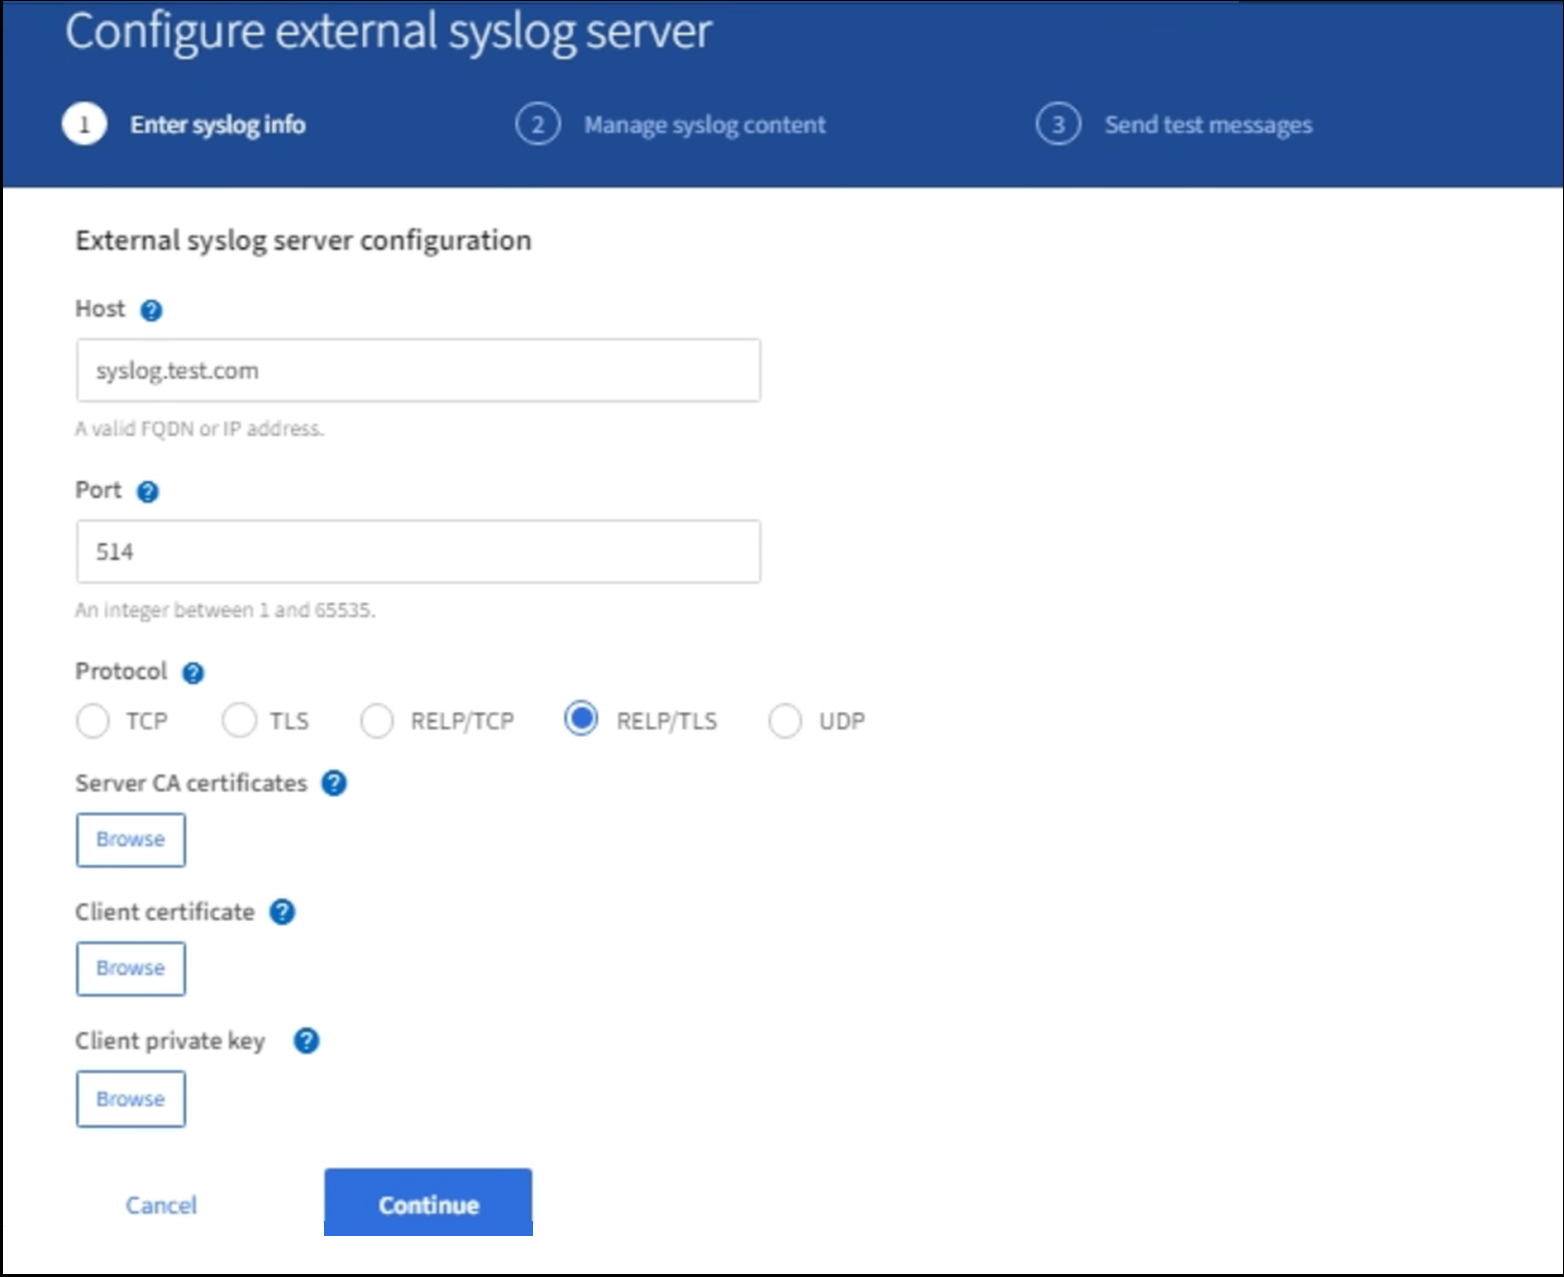 Configure external syslog server
1 Enter syslog info 2 Manage syslog content 3 Send test messages
External syslog server configuration
Host ?
syslog.test.com
A valid FQDN or IP address.
Port ?
514
An integer between 1 and 65535.
Protocol ?
TCP TLS RELP/TCP RELP/TLS UDP
Server CA certificates ?
Browse
Client certificate ?
Browse
Client private key ?
Browse
Cancel Continue